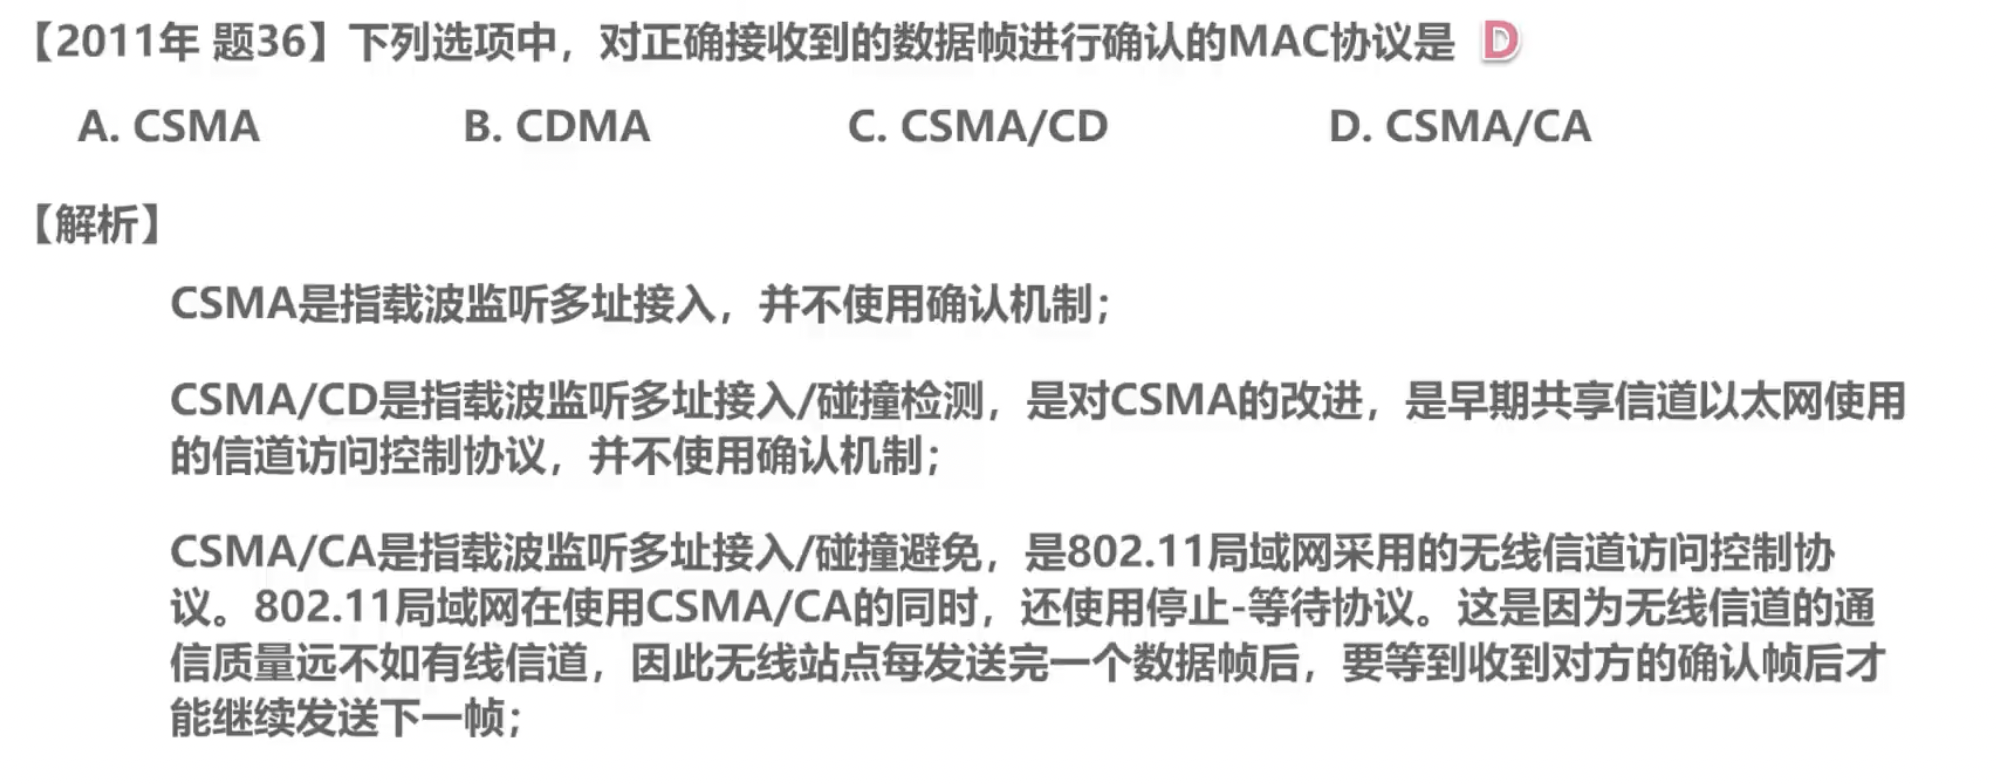 【2011年 题36】下列选项中，对正确接收到的数据帧进行确认的MAC协议是 D
A. CSMA B. CDMA C. CSMA/CD D. CSMA/CA
【解析】
CSMA是指载波监听多址接入，并不使用确认机制；
CSMA/CD是指载波监听多址接入/碰撞检测，是对CSMA的改进，是早期共享信道以太网使用
的信道访问控制协议，并不使用确认机制；
CSMA/CA是指载波监听多址接入/碰撞避免，是802.11局域网采用的无线信道访问控制协
议。802.11局域网在使用CSMA/CA的同时，还使用停止-等待协议。这是因为无线信道的通
信质量远不如有线信道，因此无线站点每发送完一个数据帧后，要等到收到对方的确认帧后才
能继续发送下一帧；